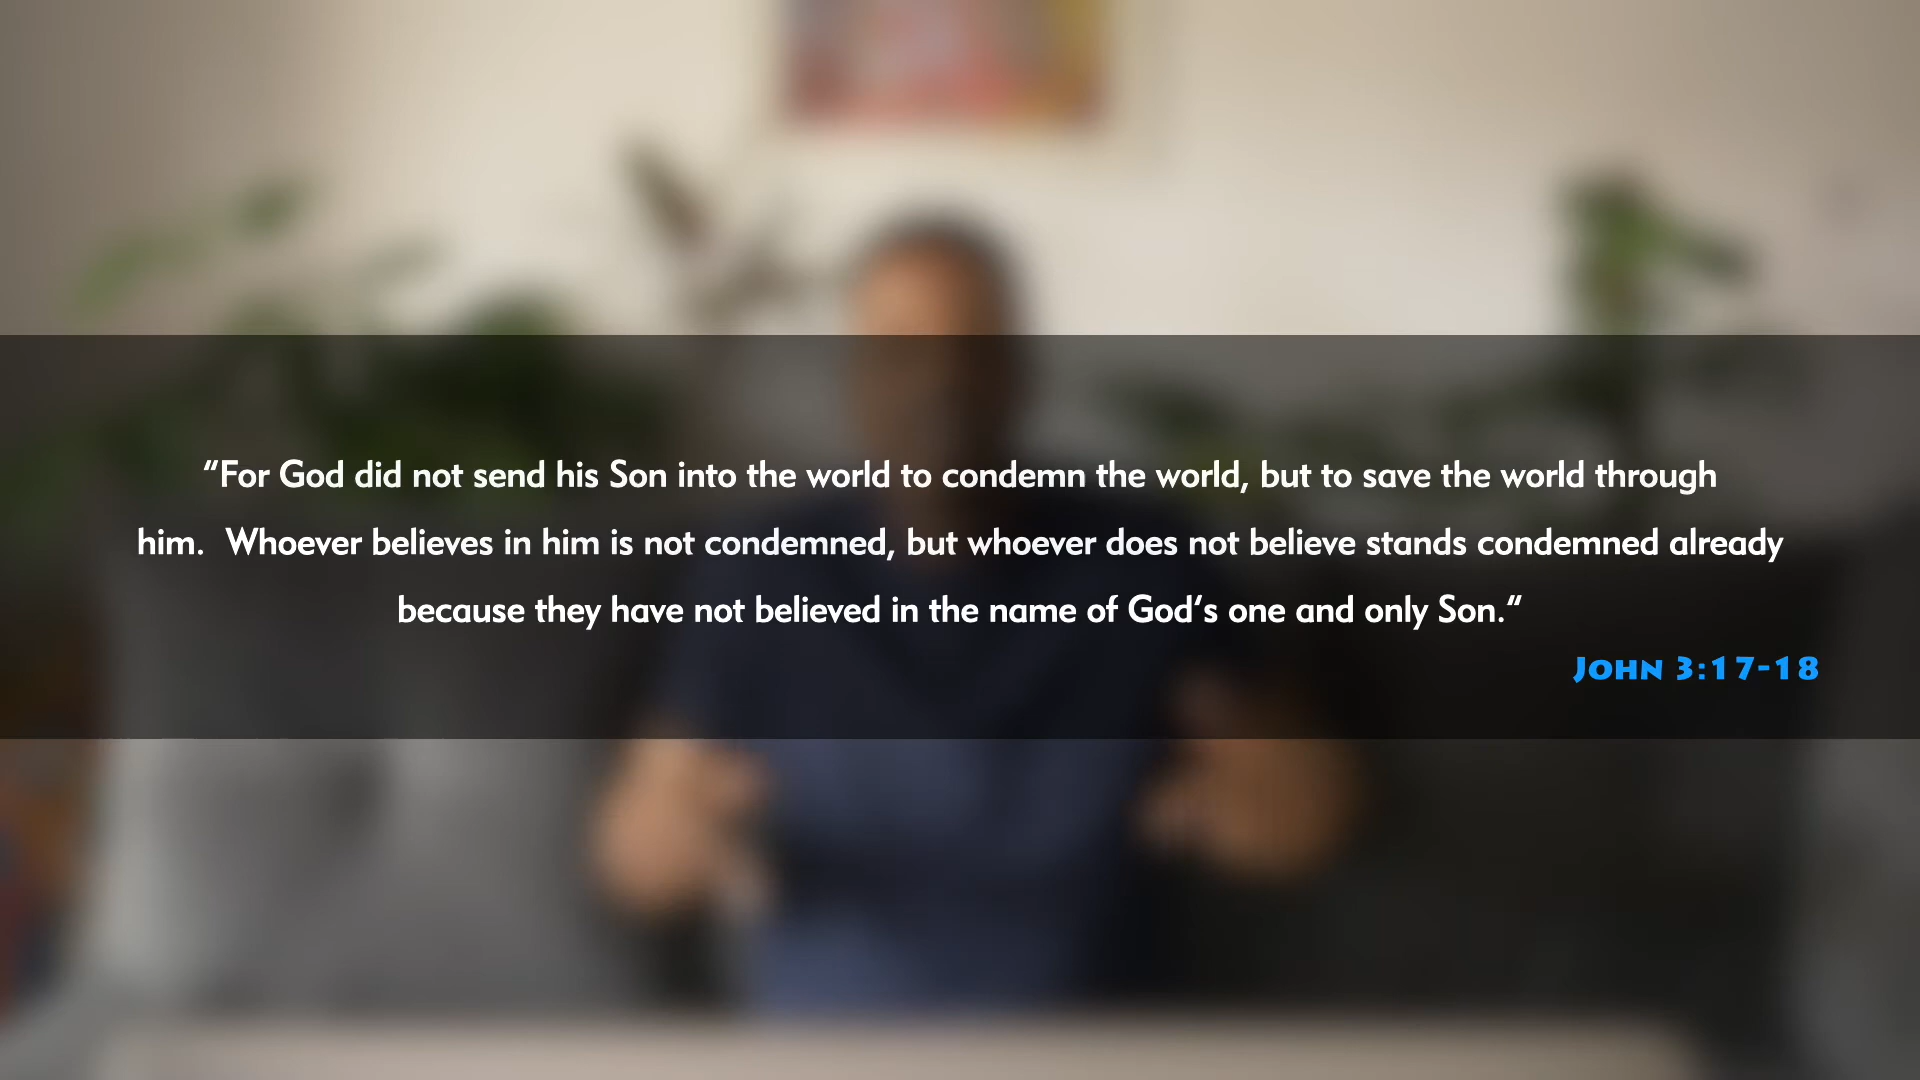 “For God did not send his Son into the world to condemn the world, but to save the world through
him.  Whoever believes in him is not condemned, but whoever does not believe stands condemned already
because they have not believed in the name of God‘s one and only Son.“
John 3:17-18